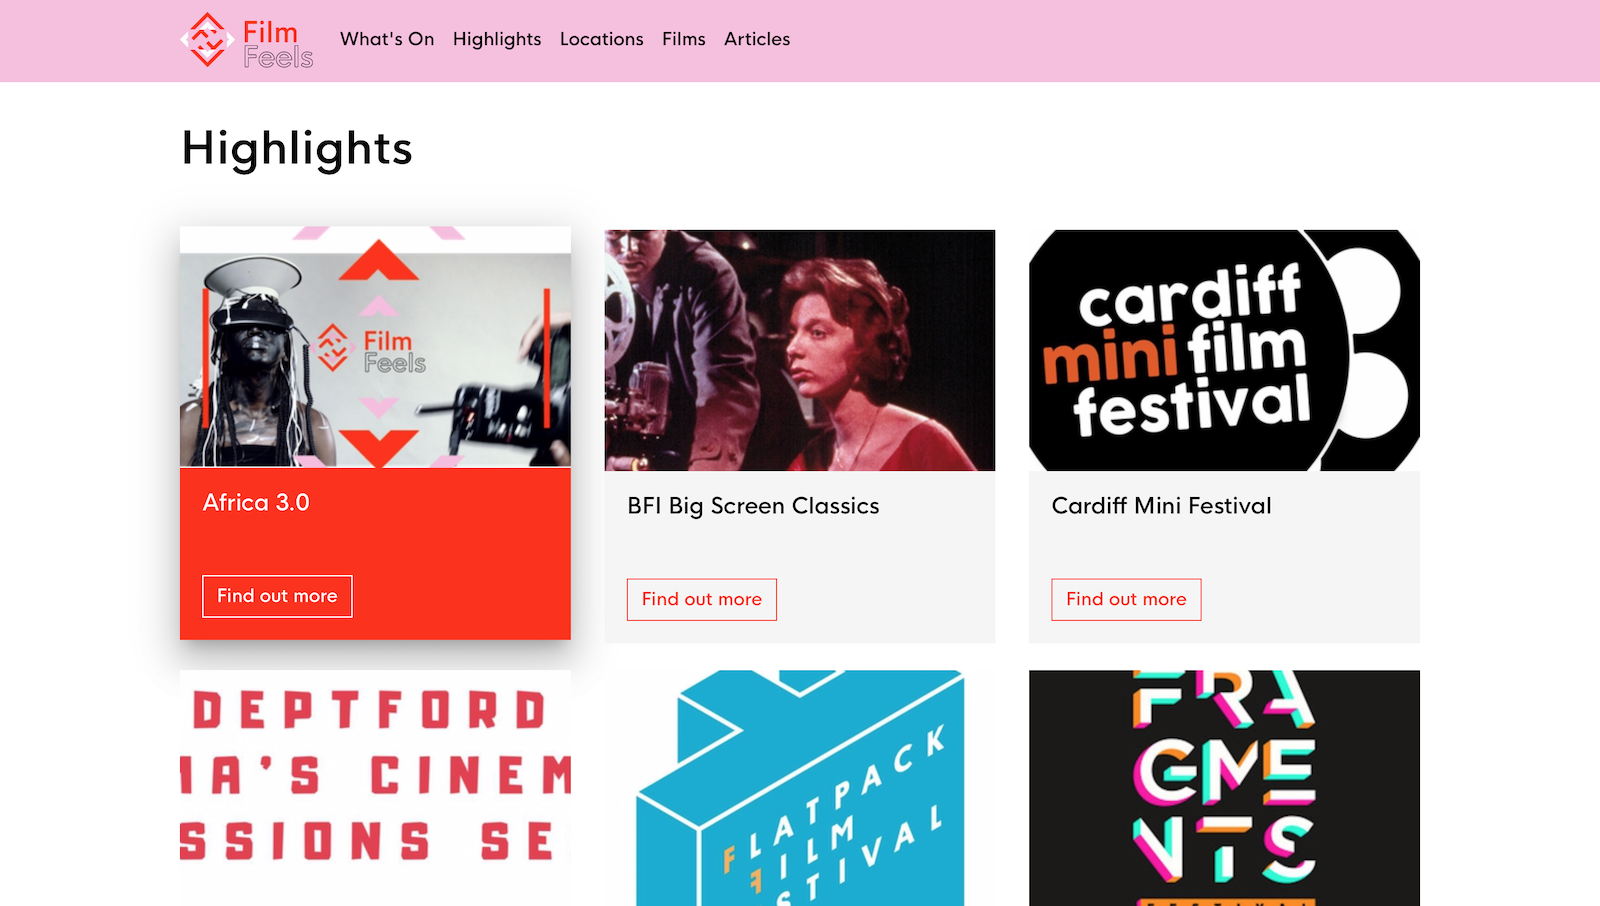 Film
Feels
What's On
Highlights
Locations
Films
Articles
Highlights
Film
Feels
cardiff
mini film
festival
Africa 3.0
BFI Big Screen Classics
Cardiff Mini Festival
Find out more
Find out more
Find out more
DEPTFORD
MA'S CINEM
SSIONS SE
FLATPACK
FILM
FESTIVAL
FRA
GME
NTS
FESTIVAL